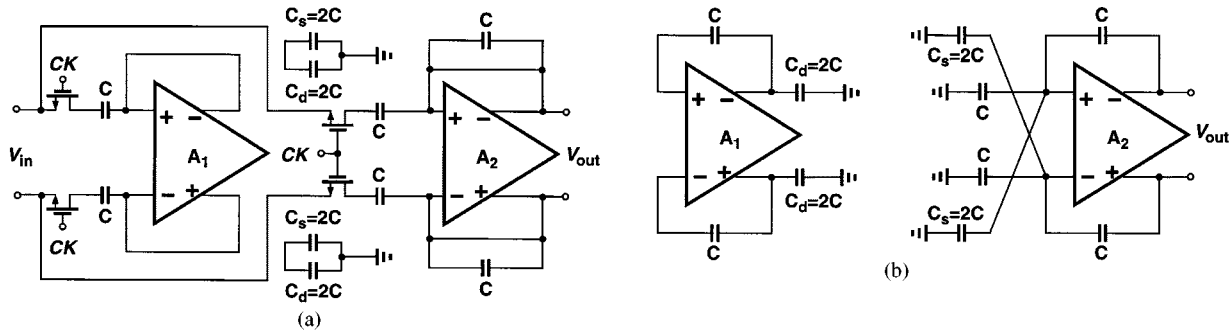 C_s=2C
C_d=2C
C
CK
C
+ −
A_1
V_in
− +
C
CK
CK
C
C
+ −
A_2
V_out
− +
C_s=2C
C_d=2C
C
(a)
C
C_d=2C
+ −
A_1
− +
C_d=2C
C
C_s=2C
C
C
C
C_s=2C
+ −
A_2
V_out
− +
C
(b)